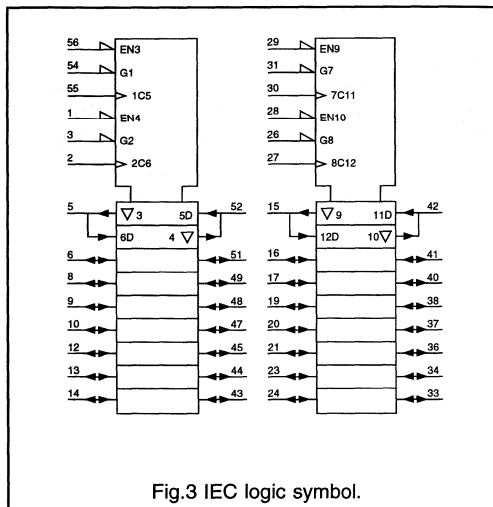 56 EN3
54 G1
55 1C5
1 EN4
3 G2
2 2C6
5 ▽ 3 5D 52
6D 4 ▽
6 51
8 49
9 48
10 47
12 45
13 44
14 43
29 EN9
31 G7
30 7C11
28 EN10
26 G8
27 8C12
15 ▽ 9 11D 42
12D 10 ▽
16 41
17 40
19 38
20 37
21 36
23 34
24 33
Fig.3 IEC logic symbol.